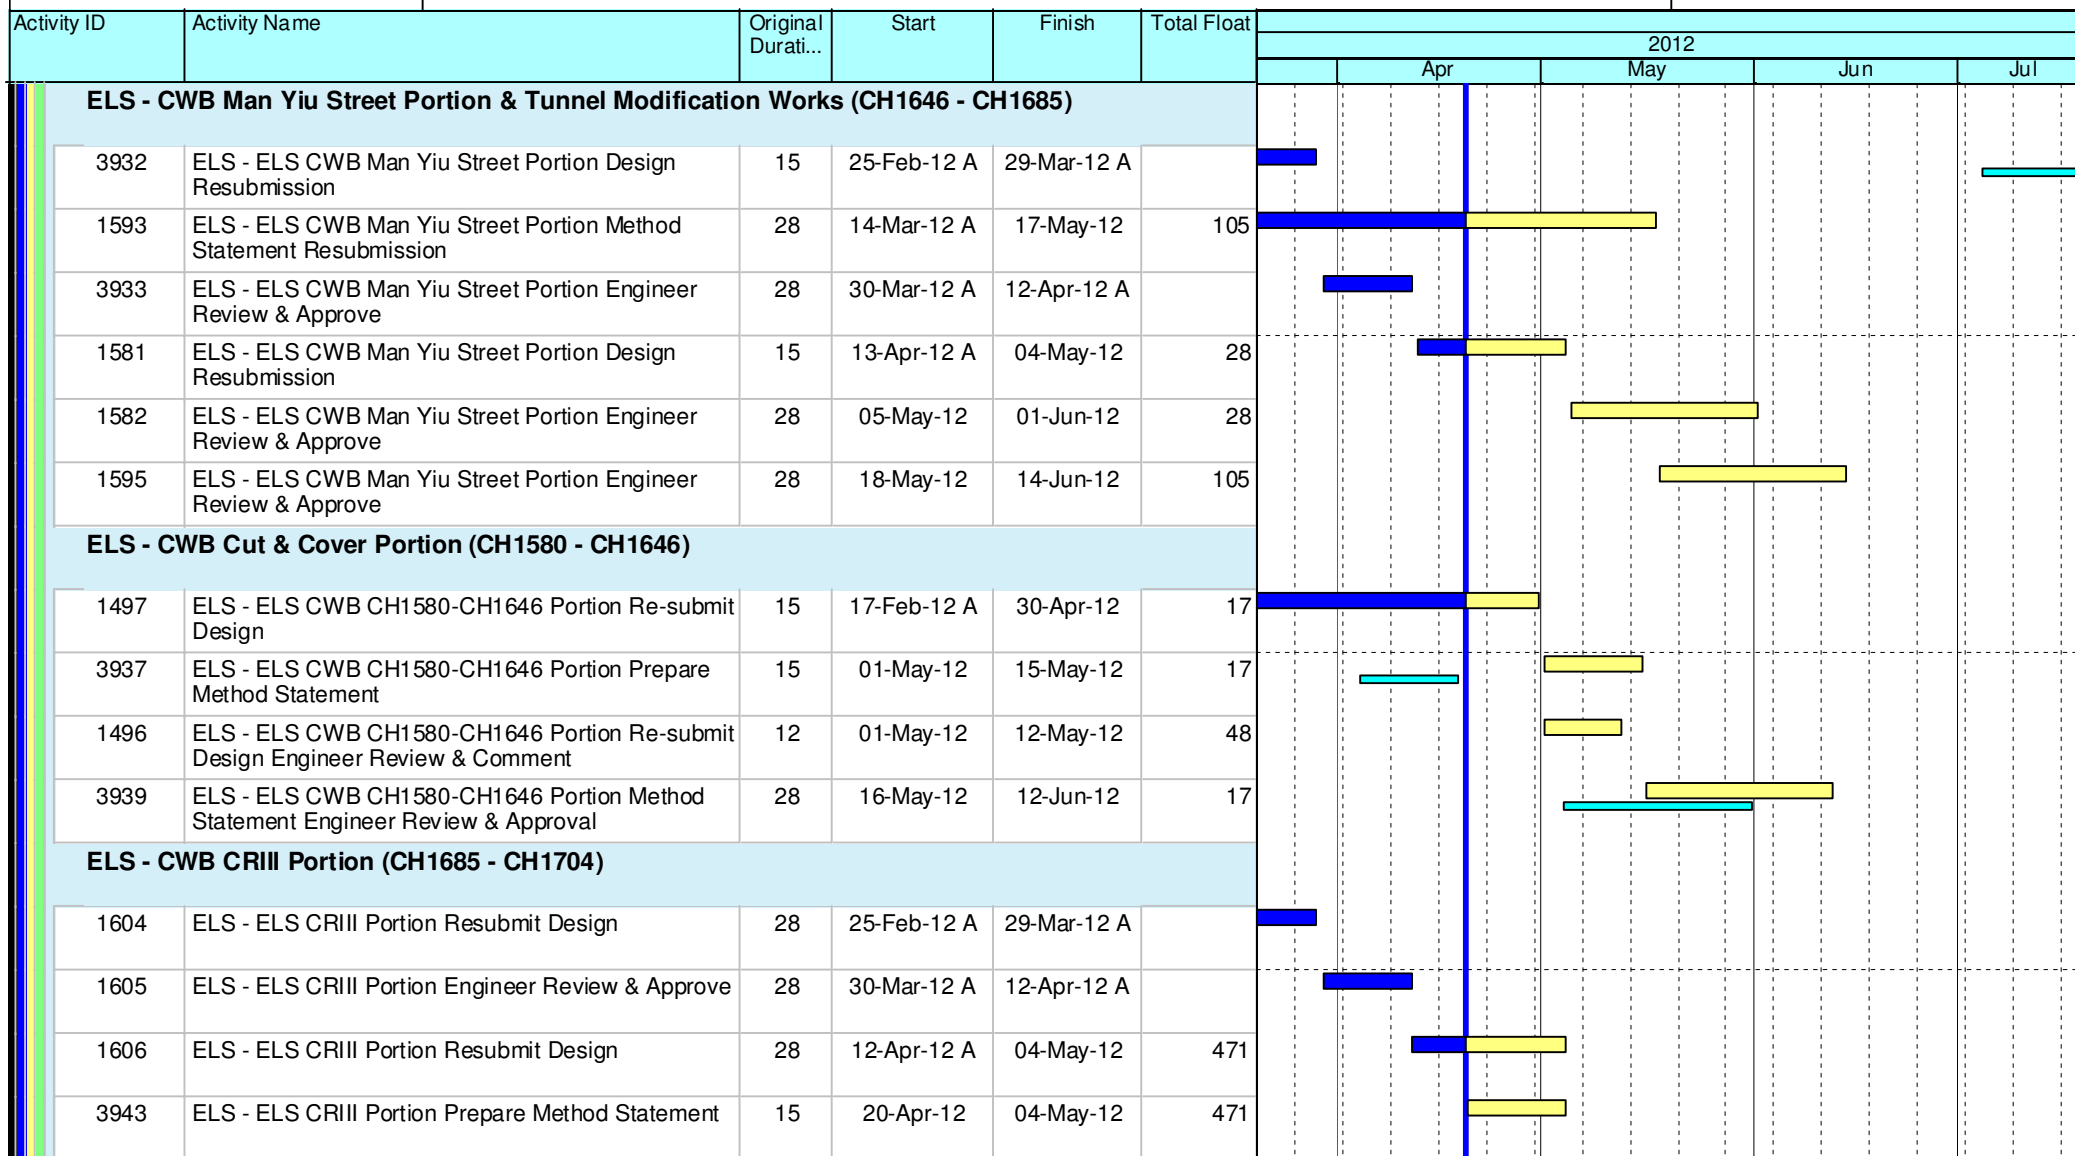 Activity ID Activity Name Original Start Finish Total Float
Durati...
2012
Apr May Jun Jul
ELS - CWB Man Yiu Street Portion & Tunnel Modification Works (CH1646 - CH1685)
3932 ELS - ELS CWB Man Yiu Street Portion Design 15 25-Feb-12 A 29-Mar-12 A
Resubmission
1593 ELS - ELS CWB Man Yiu Street Portion Method 28 14-Mar-12 A 17-May-12 105
Statement Resubmission
3933 ELS - ELS CWB Man Yiu Street Portion Engineer 28 30-Mar-12 A 12-Apr-12 A
Review & Approve
1581 ELS - ELS CWB Man Yiu Street Portion Design 15 13-Apr-12 A 04-May-12 28
Resubmission
1582 ELS - ELS CWB Man Yiu Street Portion Engineer 28 05-May-12 01-Jun-12 28
Review & Approve
1595 ELS - ELS CWB Man Yiu Street Portion Engineer 28 18-May-12 14-Jun-12 105
Review & Approve
ELS - CWB Cut & Cover Portion (CH1580 - CH1646)
1497 ELS - ELS CWB CH1580-CH1646 Portion Re-submit 15 17-Feb-12 A 30-Apr-12 17
Design
3937 ELS - ELS CWB CH1580-CH1646 Portion Prepare 15 01-May-12 15-May-12 17
Method Statement
1496 ELS - ELS CWB CH1580-CH1646 Portion Re-submit 12 01-May-12 12-May-12 48
Design Engineer Review & Comment
3939 ELS - ELS CWB CH1580-CH1646 Portion Method 28 16-May-12 12-Jun-12 17
Statement Engineer Review & Approval
ELS - CWB CRIII Portion (CH1685 - CH1704)
1604 ELS - ELS CRIII Portion Resubmit Design 28 25-Feb-12 A 29-Mar-12 A
1605 ELS - ELS CRIII Portion Engineer Review & Approve 28 30-Mar-12 A 12-Apr-12 A
1606 ELS - ELS CRIII Portion Resubmit Design 28 12-Apr-12 A 04-May-12 471
3943 ELS - ELS CRIII Portion Prepare Method Statement 15 20-Apr-12 04-May-12 471